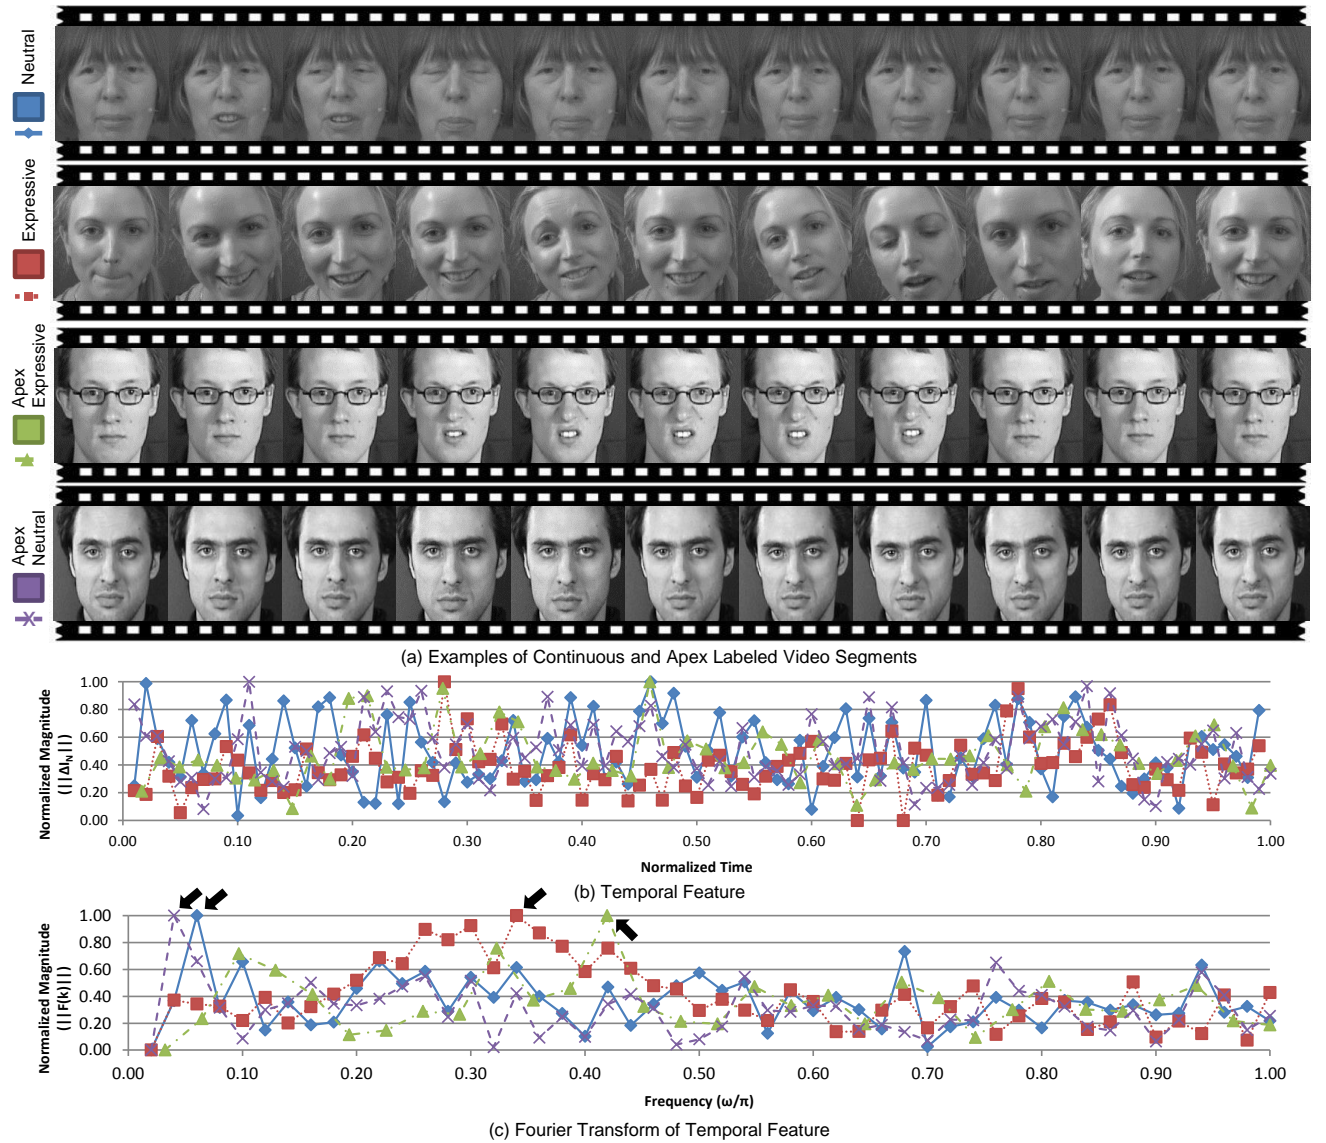 Neutral
Expressive
Apex
Expressive
Apex
Neutral
(a) Examples of Continuous and Apex Labeled Video Segments
Normalized Magnitude
(||ΔI_N||)
1.00
0.80
0.60
0.40
0.20
0.00
0.00 0.10 0.20 0.30 0.40 0.50 0.60 0.70 0.80 0.90 1.00
Normalized Time
(b) Temporal Feature
Normalized Magnitude
(||F(k)||)
1.00
0.80
0.60
0.40
0.20
0.00
0.00 0.10 0.20 0.30 0.40 0.50 0.60 0.70 0.80 0.90 1.00
Frequency (ω/π)
(c) Fourier Transform of Temporal Feature